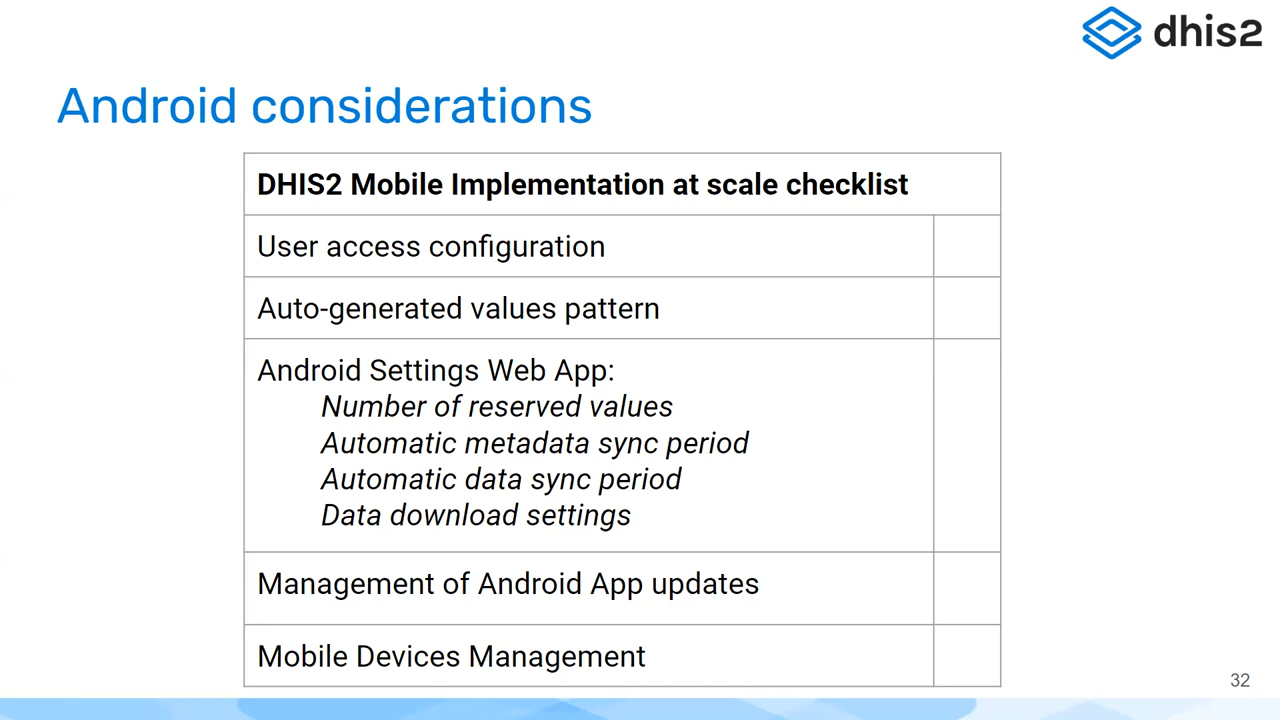 dhis2
Android considerations
DHIS2 Mobile Implementation at scale checklist
User access configuration
Auto-generated values pattern
Android Settings Web App:
Number of reserved values
Automatic metadata sync period
Automatic data sync period
Data download settings
Management of Android App updates
Mobile Devices Management
32